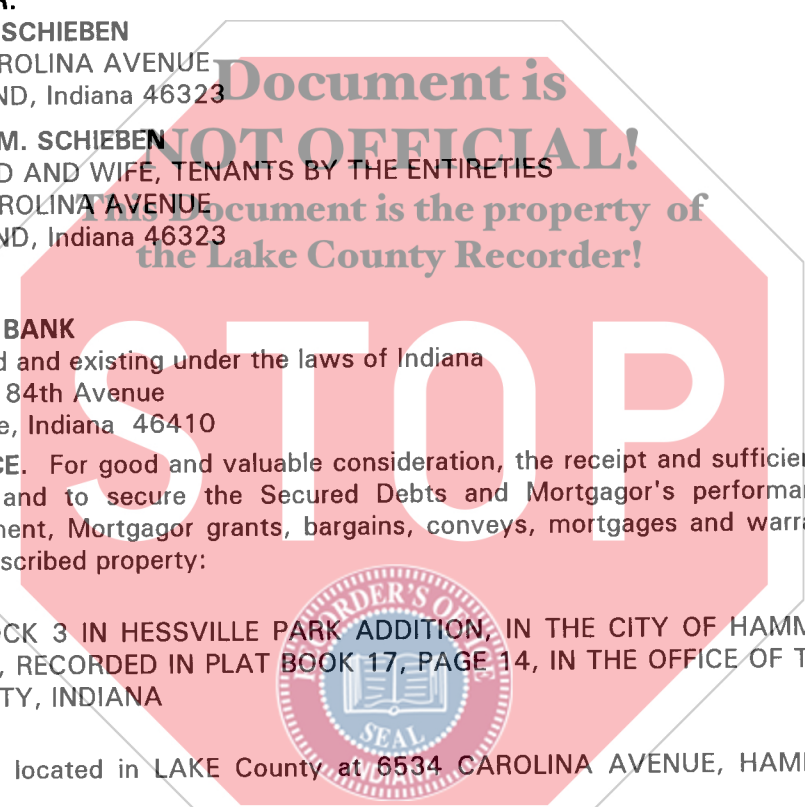 R.
SCHIEBEN
ROLINA AVENUE
ND, Indiana 46323
M. SCHIEBEN
D AND WIFE, TENANTS BY THE ENTIRETIES
ROLINA AVENUE
ND, Indiana 46323
Document is
NOT OFFICIAL!
This Document is the property of
the Lake County Recorder!
BANK
d and existing under the laws of Indiana
84th Avenue
e, Indiana 46410
STOP
CE. For good and valuable consideration, the receipt and sufficien
and to secure the Secured Debts and Mortgagor's performa
nent, Mortgagor grants, bargains, conveys, mortgages and warra
scribed property:
CK 3 IN HESSVILLE PARK ADDITION, IN THE CITY OF HAMM
, RECORDED IN PLAT BOOK 17, PAGE 14, IN THE OFFICE OF T
TY, INDIANA
RECORDER'S OFFICE
SEAL
INDIANA
located in LAKE County at 6534 CAROLINA AVENUE, HAMM